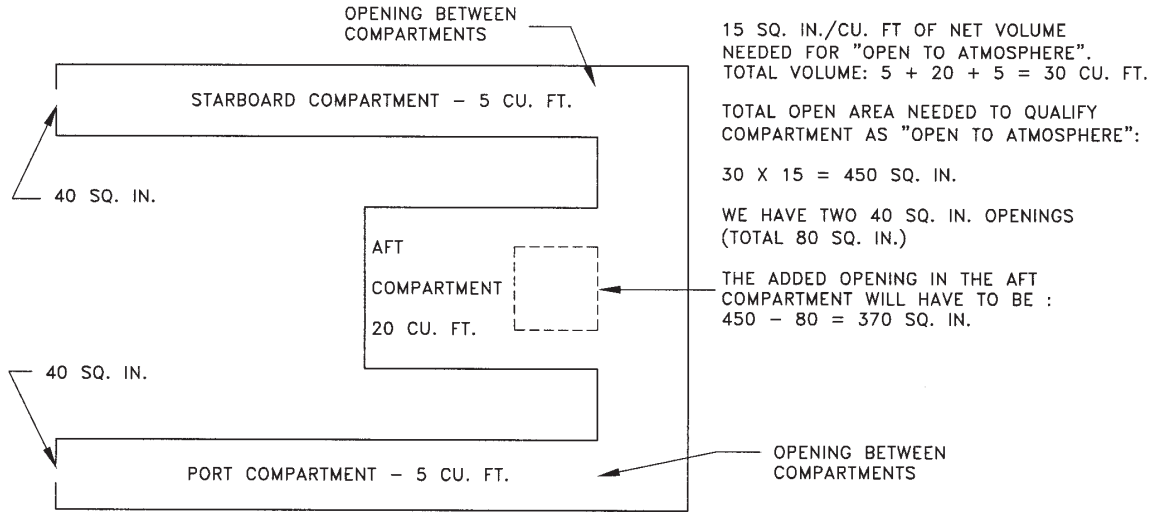 OPENING BETWEEN
COMPARTMENTS
STARBOARD COMPARTMENT – 5 CU. FT.
40 SQ. IN.
AFT
COMPARTMENT
20 CU. FT.
40 SQ. IN.
PORT COMPARTMENT – 5 CU. FT.
OPENING BETWEEN
COMPARTMENTS
15 SQ. IN./CU. FT OF NET VOLUME
NEEDED FOR "OPEN TO ATMOSPHERE".
TOTAL VOLUME: 5 + 20 + 5 = 30 CU. FT.
TOTAL OPEN AREA NEEDED TO QUALIFY
COMPARTMENT AS "OPEN TO ATMOSPHERE":
30 X 15 = 450 SQ. IN.
WE HAVE TWO 40 SQ. IN. OPENINGS
(TOTAL 80 SQ. IN.)
THE ADDED OPENING IN THE AFT
COMPARTMENT WILL HAVE TO BE :
450 – 80 = 370 SQ. IN.